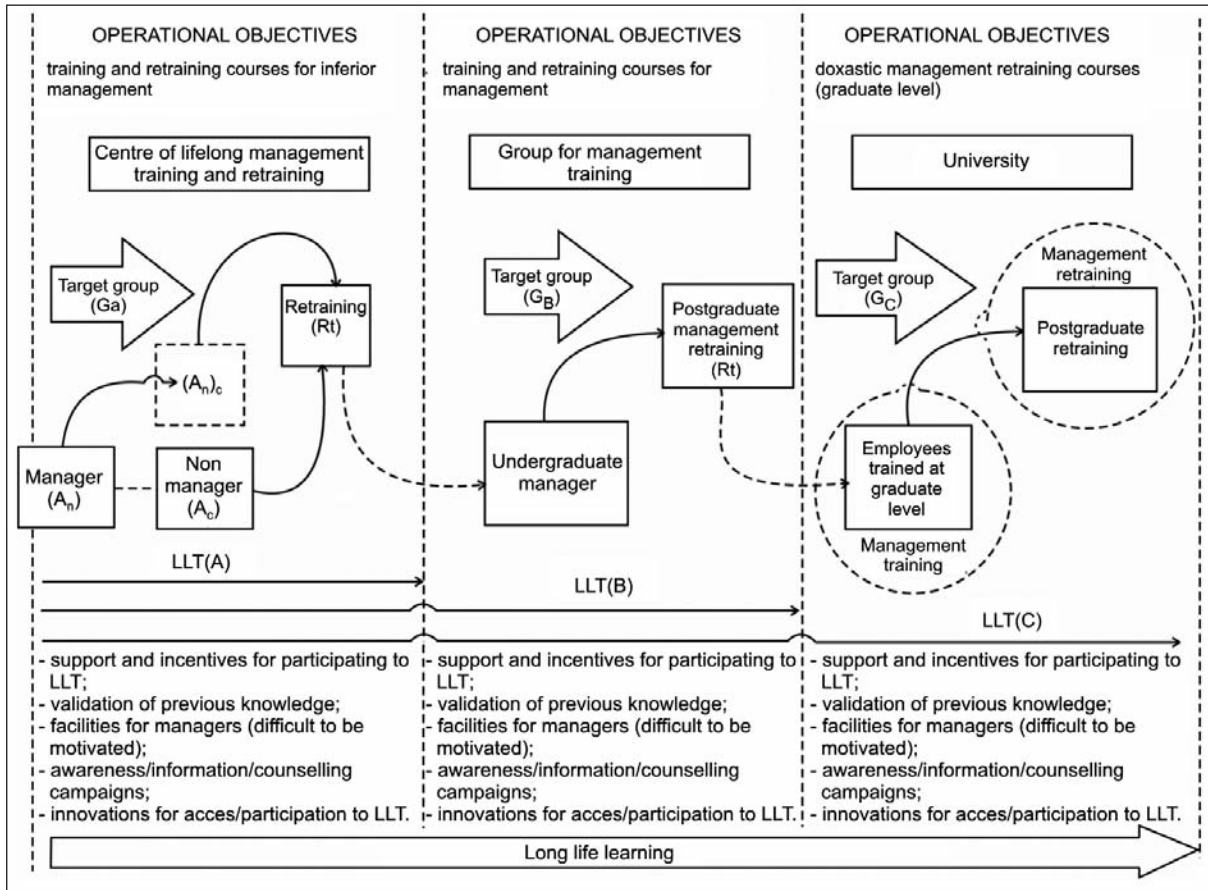 OPERATIONAL OBJECTIVES
training and retraining courses for inferior
management
Centre of lifelong management
training and retraining
Target group
(Ga)
Retraining
(Rt)
(Aₙ)꜀
Manager
(Aₙ)
Non
manager
(A꜀)
LLT(A)
- support and incentives for participating to
LLT;
- validation of previous knowledge;
- facilities for managers (difficult to be
motivated);
- awareness/information/counselling
campaigns;
- innovations for acces/participation to LLT.
OPERATIONAL OBJECTIVES
training and retraining courses for
management
Group for management
training
Target group
(G_B)
Postgraduate
management
retraining
(Rt)
Undergraduate
manager
LLT(B)
- support and incentives for participating to
LLT;
- validation of previous knowledge;
- facilities for managers (difficult to be
motivated);
- awareness/information/counselling
campaigns;
- innovations for acces/participation to LLT.
OPERATIONAL OBJECTIVES
doxastic management retraining courses
(graduate level)
University
Target group
(G_C)
Management
retraining
Postgraduate
retraining
Employees
trained at
graduate
level
Management
training
LLT(C)
- support and incentives for participating to
LLT;
- validation of previous knowledge;
- facilities for managers (difficult to be
motivated);
- awareness/information/counselling
campaigns;
- innovations for acces/participation to LLT.
Long life learning